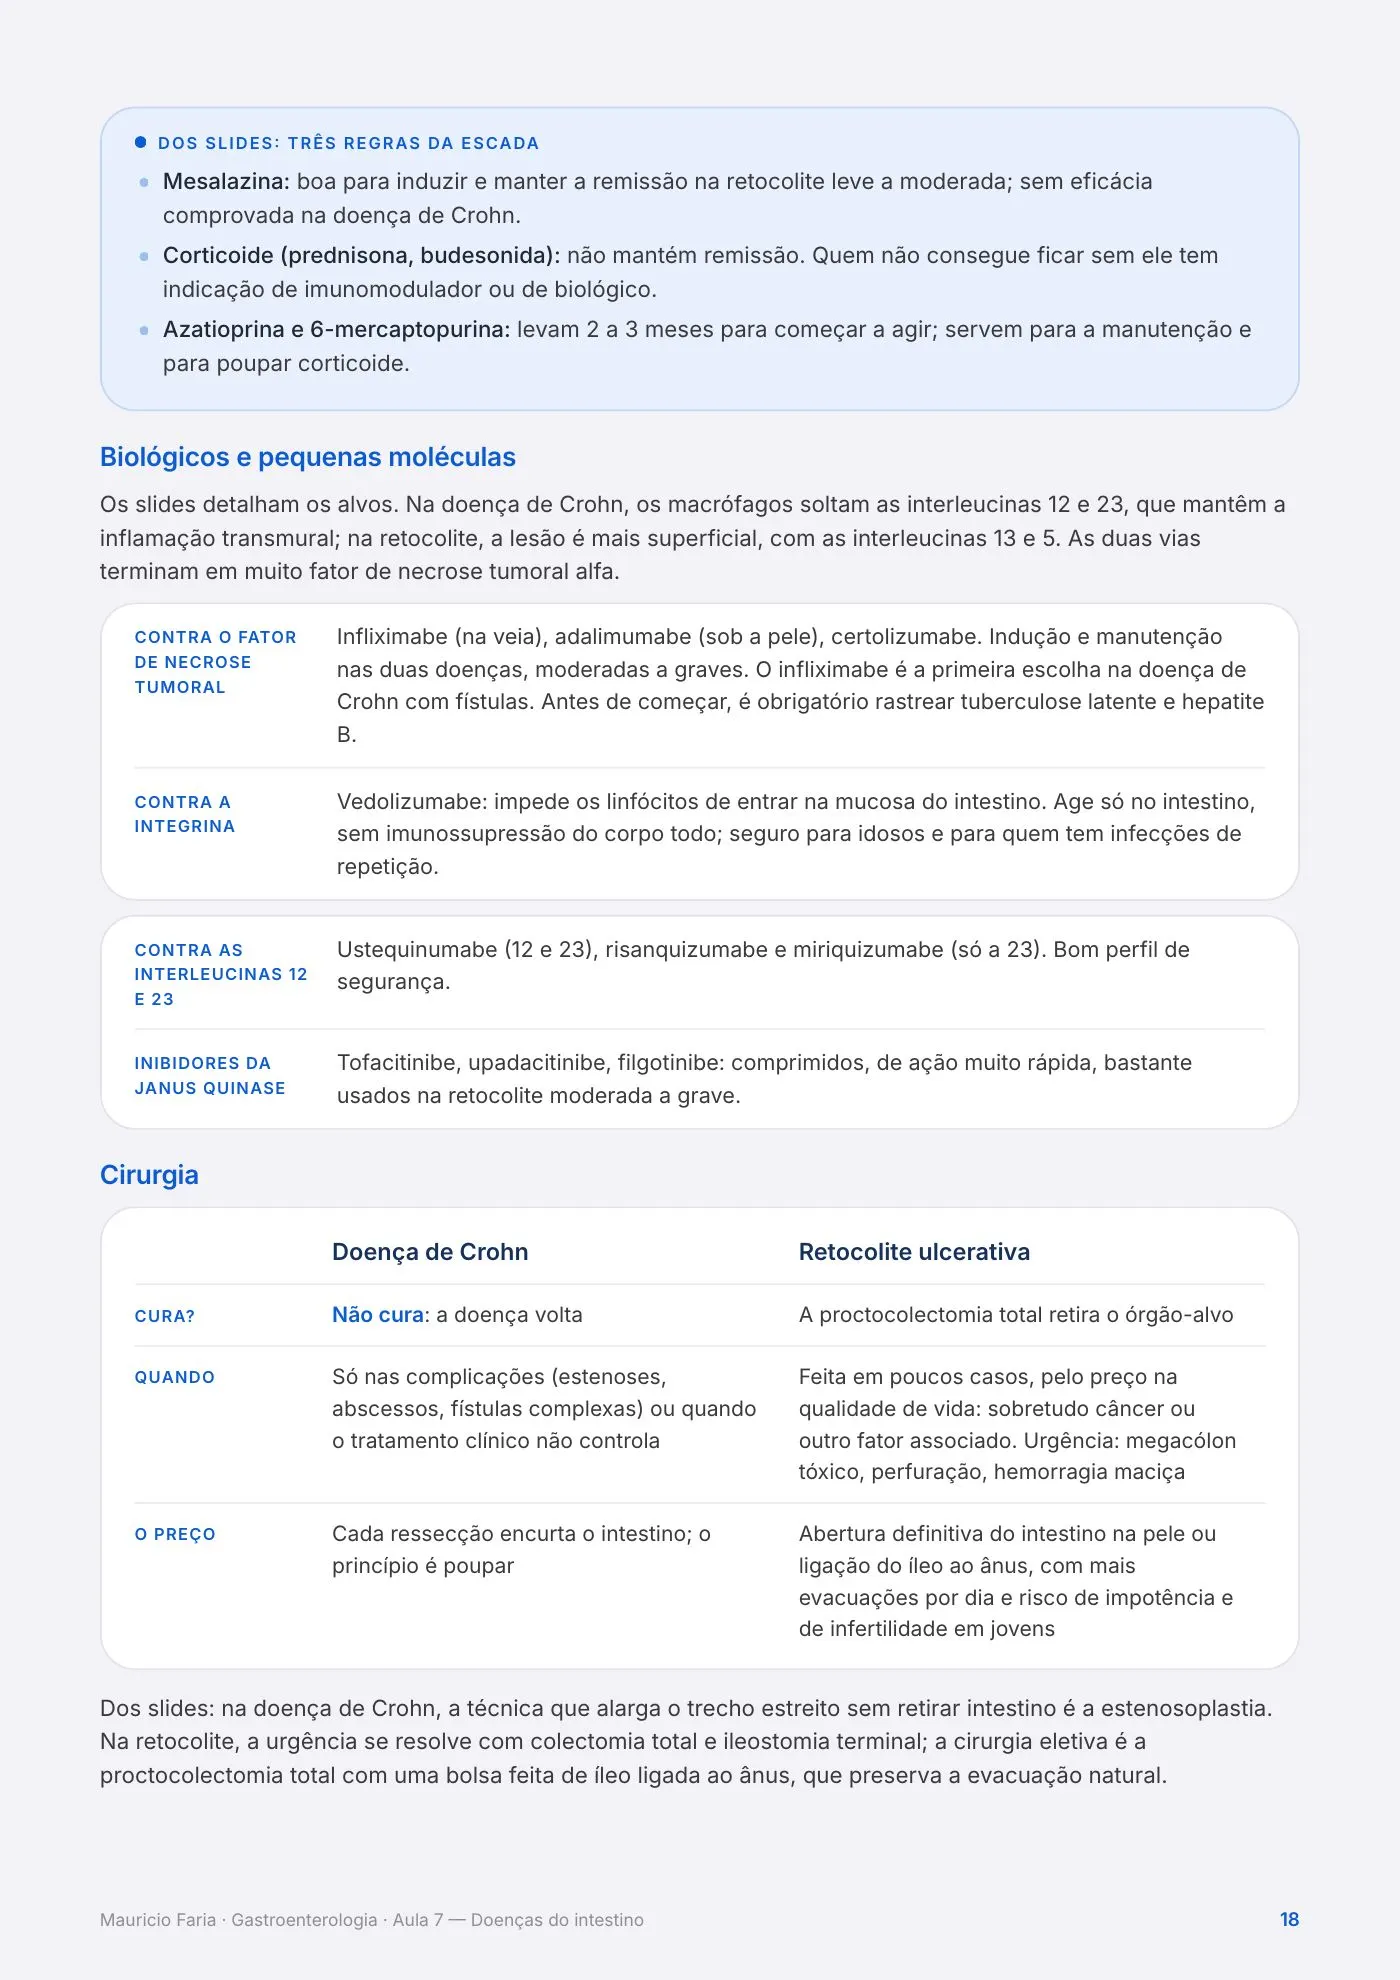 DOS SLIDES: TRÊS REGRAS DA ESCADA
Mesalazina: boa para induzir e manter a remissão na retocolite leve a moderada; sem eficácia
comprovada na doença de Crohn.
Corticoide (prednisona, budesonida): não mantém remissão. Quem não consegue ficar sem ele tem
indicação de imunomodulador ou de biológico.
Azatioprina e 6-mercaptopurina: levam 2 a 3 meses para começar a agir; servem para a manutenção e
para poupar corticoide.
Biológicos e pequenas moléculas
Os slides detalham os alvos. Na doença de Crohn, os macrófagos soltam as interleucinas 12 e 23, que mantêm a
inflamação transmural; na retocolite, a lesão é mais superficial, com as interleucinas 13 e 5. As duas vias
terminam em muito fator de necrose tumoral alfa.
CONTRA O FATOR
DE NECROSE
TUMORAL
Infliximabe (na veia), adalimumabe (sob a pele), certolizumabe. Indução e manutenção
nas duas doenças, moderadas a graves. O infliximabe é a primeira escolha na doença de
Crohn com fístulas. Antes de começar, é obrigatório rastrear tuberculose latente e hepatite
B.
CONTRA A
INTEGRINA
Vedolizumabe: impede os linfócitos de entrar na mucosa do intestino. Age só no intestino,
sem imunossupressão do corpo todo; seguro para idosos e para quem tem infecções de
repetição.
CONTRA AS
INTERLEUCINAS 12
E 23
Ustequinumabe (12 e 23), risanquizumabe e miriquizumabe (só a 23). Bom perfil de
segurança.
INIBIDORES DA
JANUS QUINASE
Tofacitinibe, upadacitinibe, filgotinibe: comprimidos, de ação muito rápida, bastante
usados na retocolite moderada a grave.
Cirurgia
Doença de Crohn
Retocolite ulcerativa
CURA?
Não cura: a doença volta
A proctocolectomia total retira o órgão-alvo
QUANDO
Só nas complicações (estenoses,
abscessos, fístulas complexas) ou quando
o tratamento clínico não controla
Feita em poucos casos, pelo preço na
qualidade de vida: sobretudo câncer ou
outro fator associado. Urgência: megacólon
tóxico, perfuração, hemorragia maciça
O PREÇO
Cada ressecção encurta o intestino; o
princípio é poupar
Abertura definitiva do intestino na pele ou
ligação do íleo ao ânus, com mais
evacuações por dia e risco de impotência e
de infertilidade em jovens
Dos slides: na doença de Crohn, a técnica que alarga o trecho estreito sem retirar intestino é a estenosoplastia.
Na retocolite, a urgência se resolve com colectomia total e ileostomia terminal; a cirurgia eletiva é a
proctocolectomia total com uma bolsa feita de íleo ligada ao ânus, que preserva a evacuação natural.
Mauricio Faria · Gastroenterologia · Aula 7 — Doenças do intestino
18